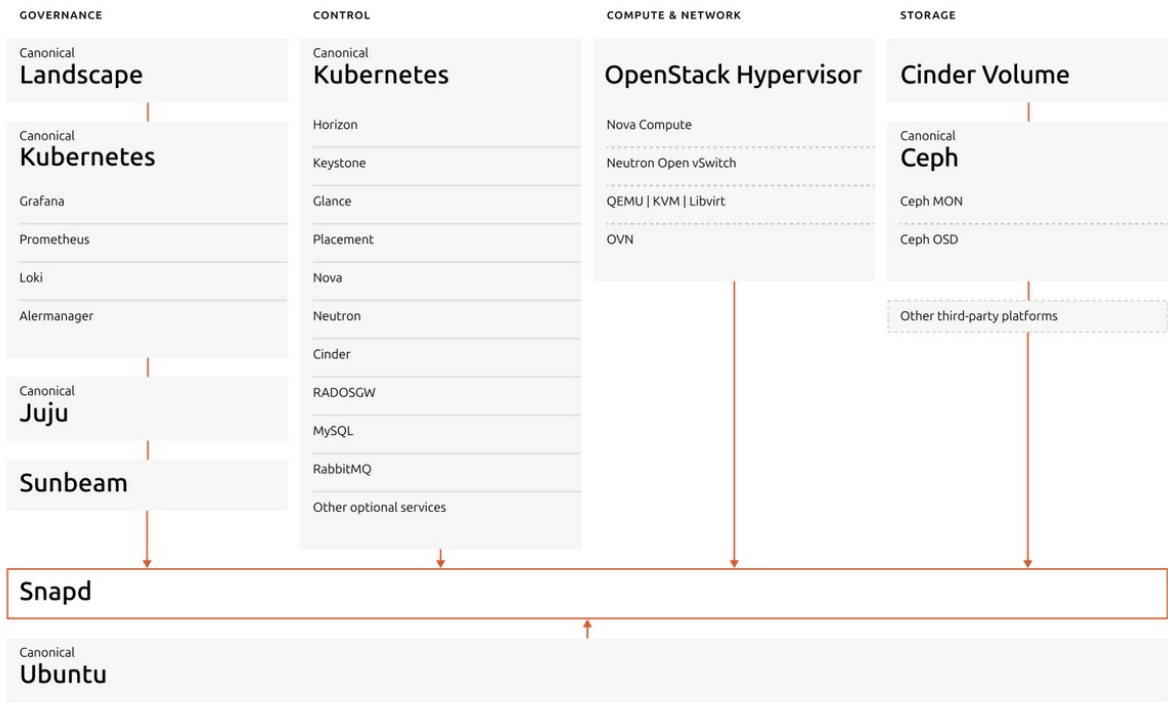 GOVERNANCE
Canonical
Landscape
Canonical
Kubernetes
Grafana
Prometheus
Loki
Alermanager
Canonical
Juju
Sunbeam
CONTROL
Canonical
Kubernetes
Horizon
Keystone
Glance
Placement
Nova
Neutron
Cinder
RADOSGW
MySQL
RabbitMQ
Other optional services
COMPUTE & NETWORK
OpenStack Hypervisor
Nova Compute
Neutron Open vSwitch
QEMU | KVM | Libvirt
OVN
STORAGE
Cinder Volume
Canonical
Ceph
Ceph MON
Ceph OSD
Other third-party platforms
Snapd
Canonical
Ubuntu